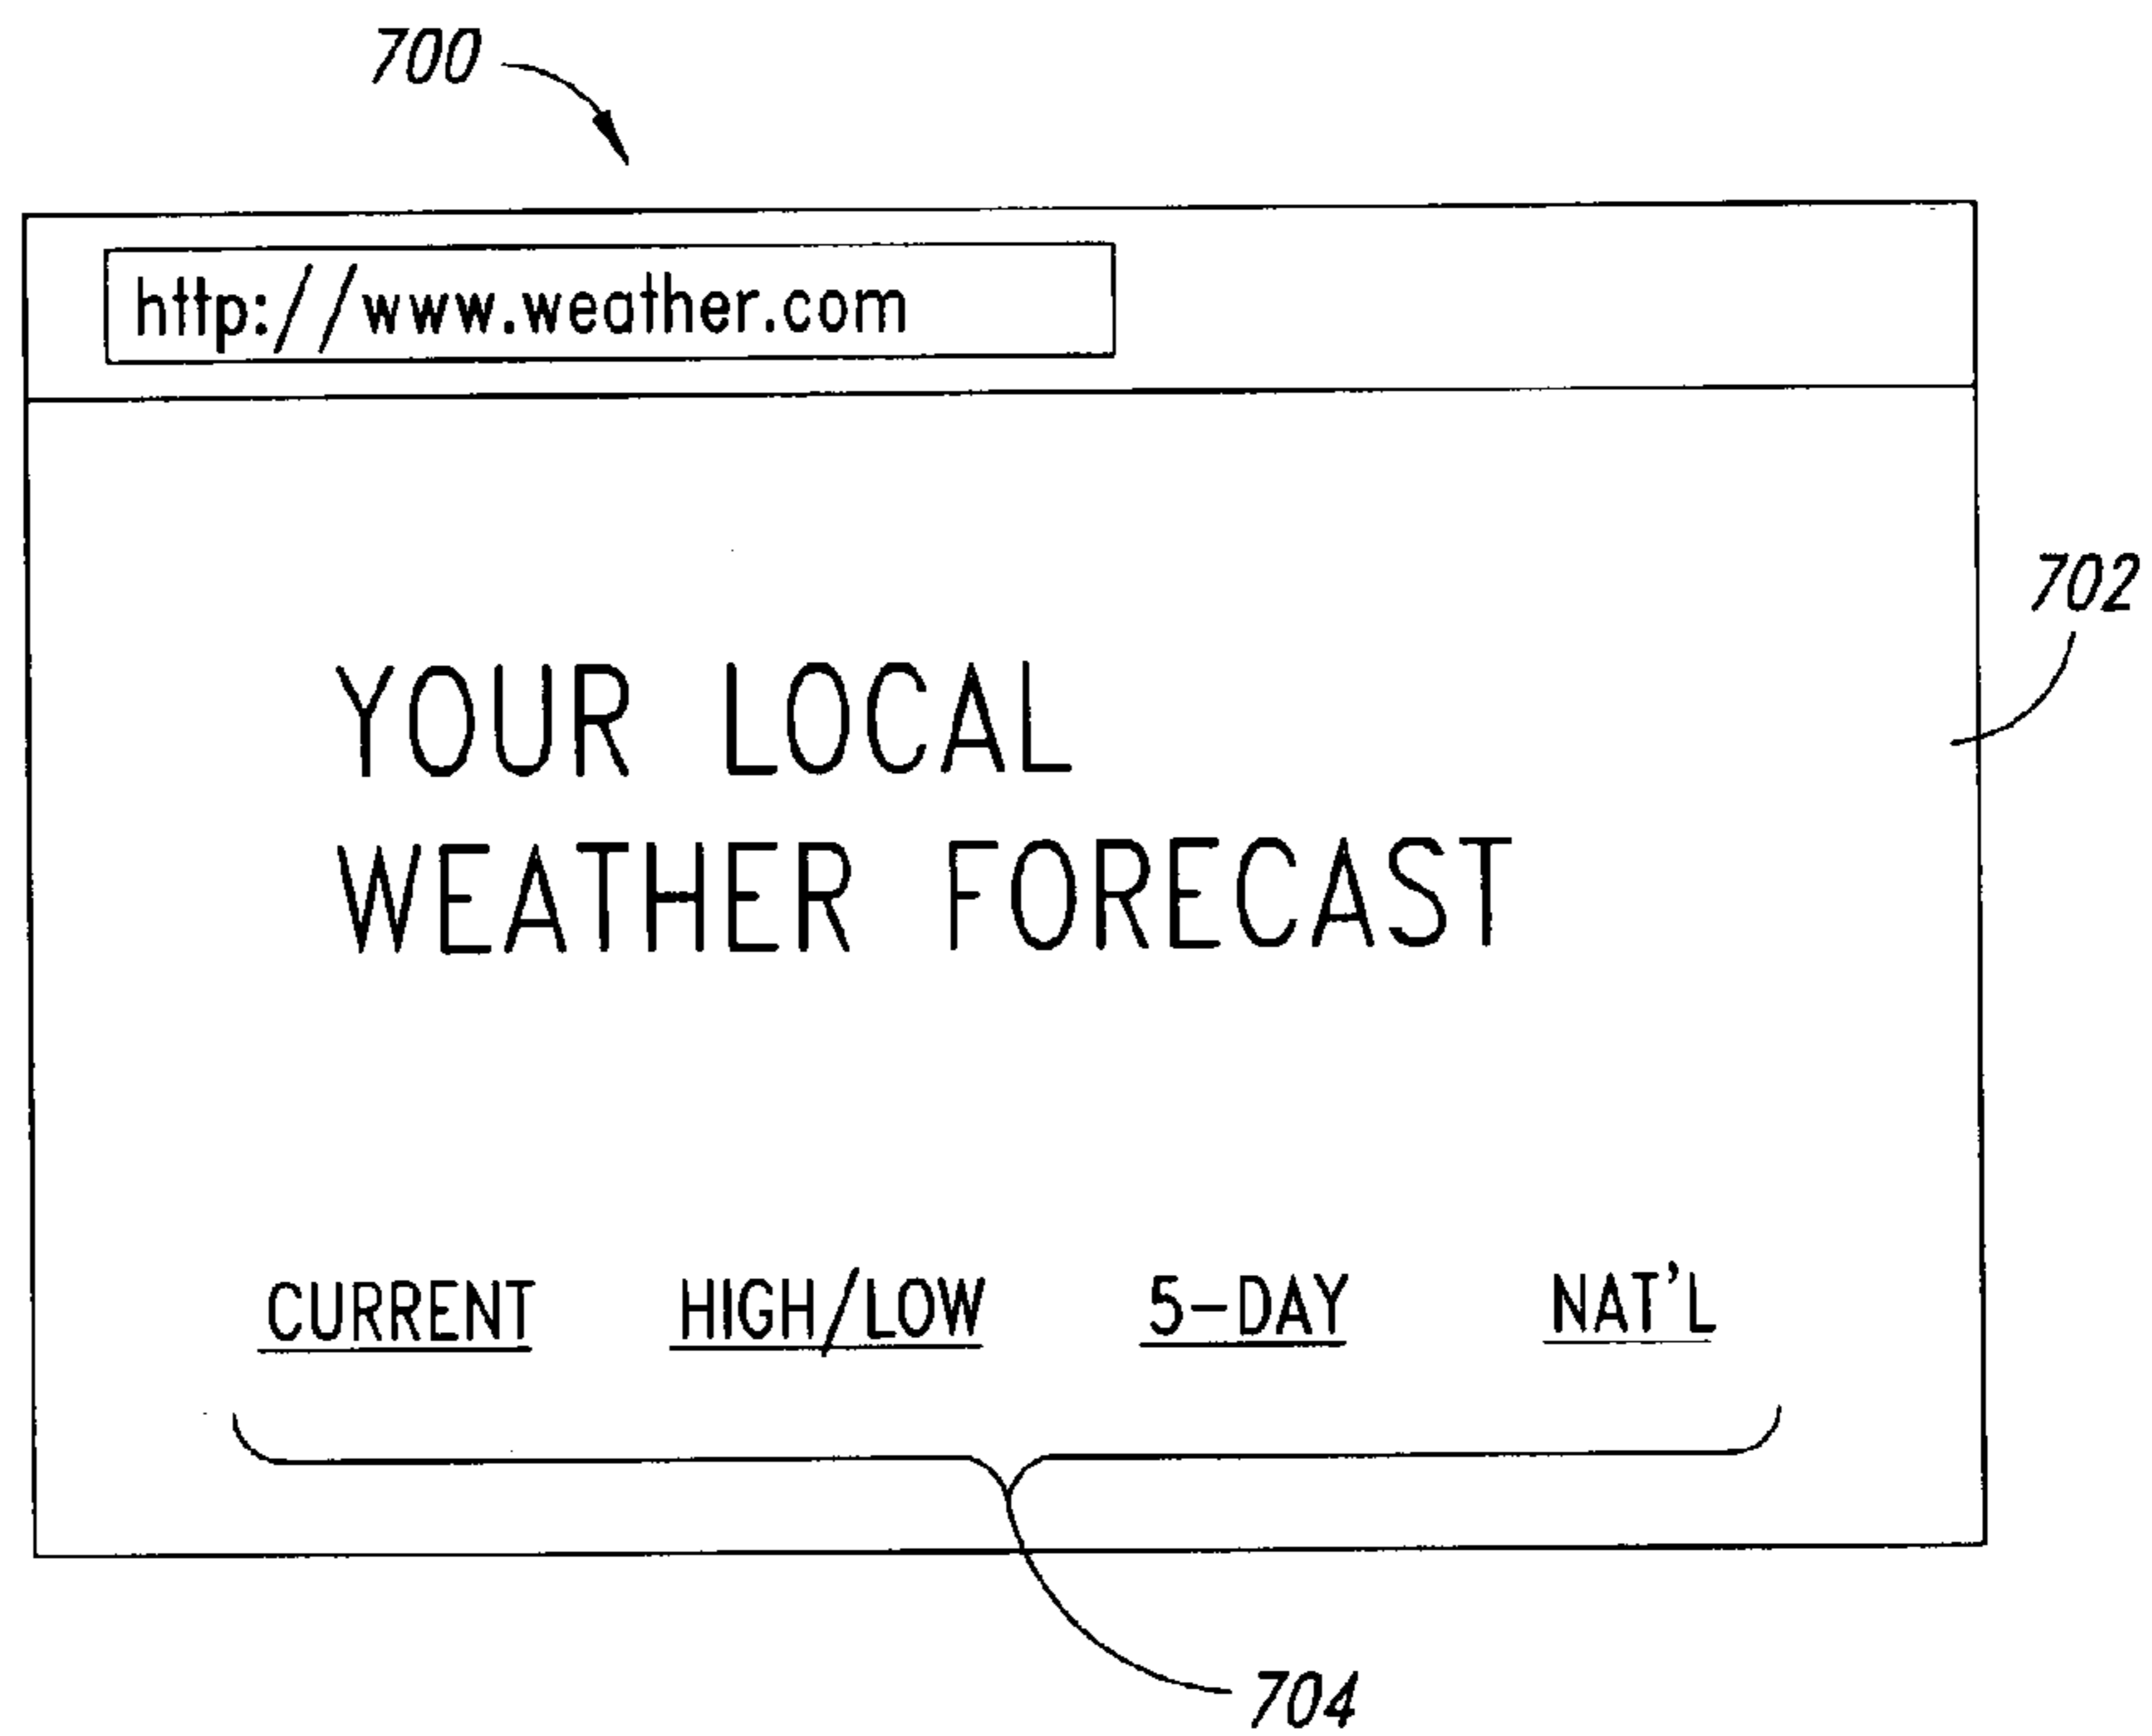 700
http://www.weather.com
702
YOUR LOCAL
WEATHER FORECAST
CURRENT HIGH/LOW 5-DAY NAT'L
704